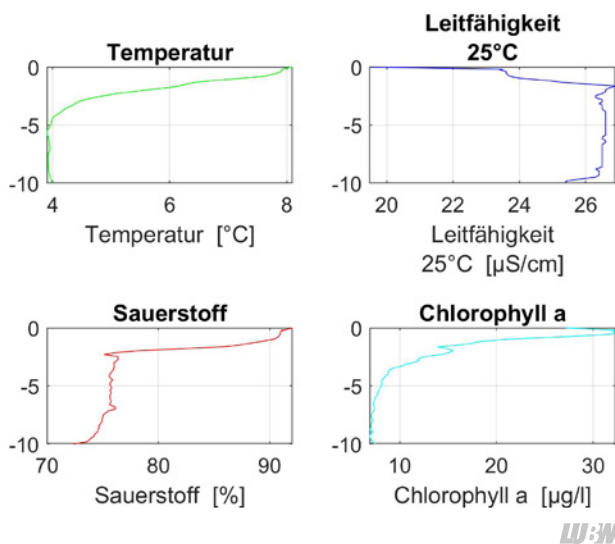 Temperatur
0
-5
-10
4
6
8
Temperatur [°C]
Leitfähigkeit
25°C
0
-5
-10
20
22
24
26
Leitfähigkeit
25°C [µS/cm]
Sauerstoff
0
-5
-10
70
80
90
Sauerstoff [%]
Chlorophyll a
0
-5
-10
10
20
30
Chlorophyll a [µg/l]